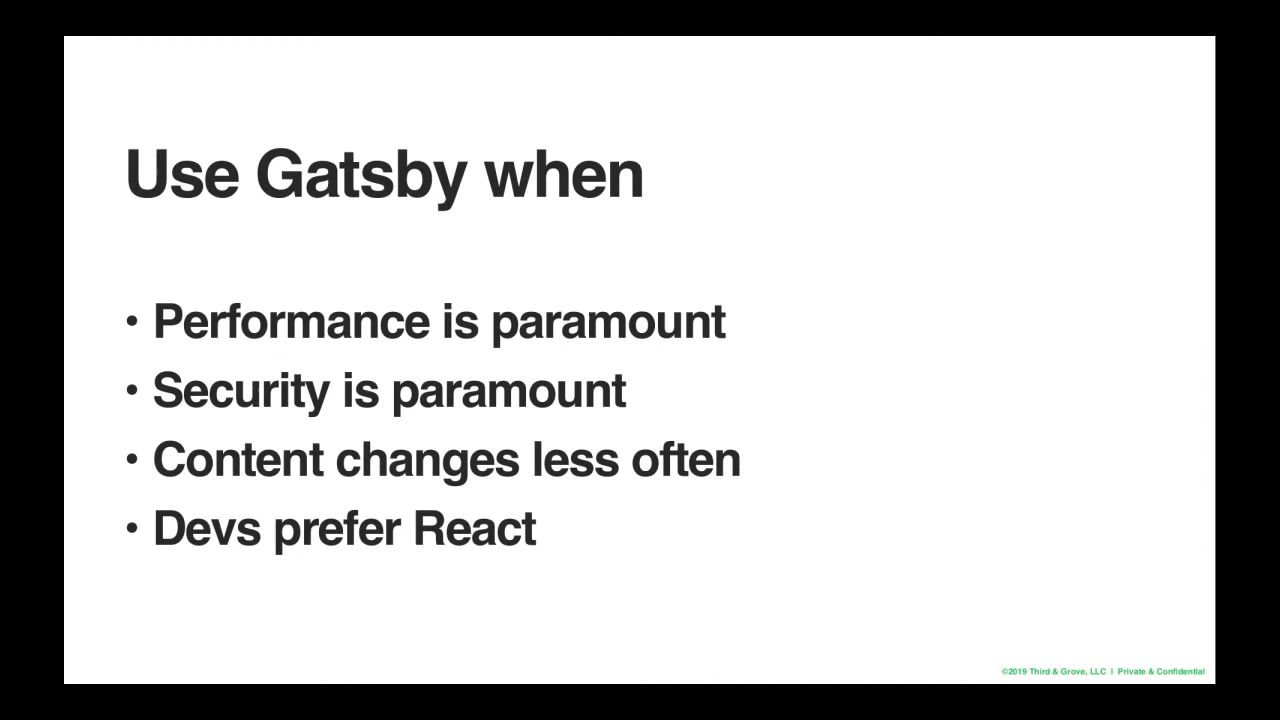 Use Gatsby when
• Performance is paramount
• Security is paramount
• Content changes less often
• Devs prefer React
©2019 Third & Grove, LLC | Private & Confidential